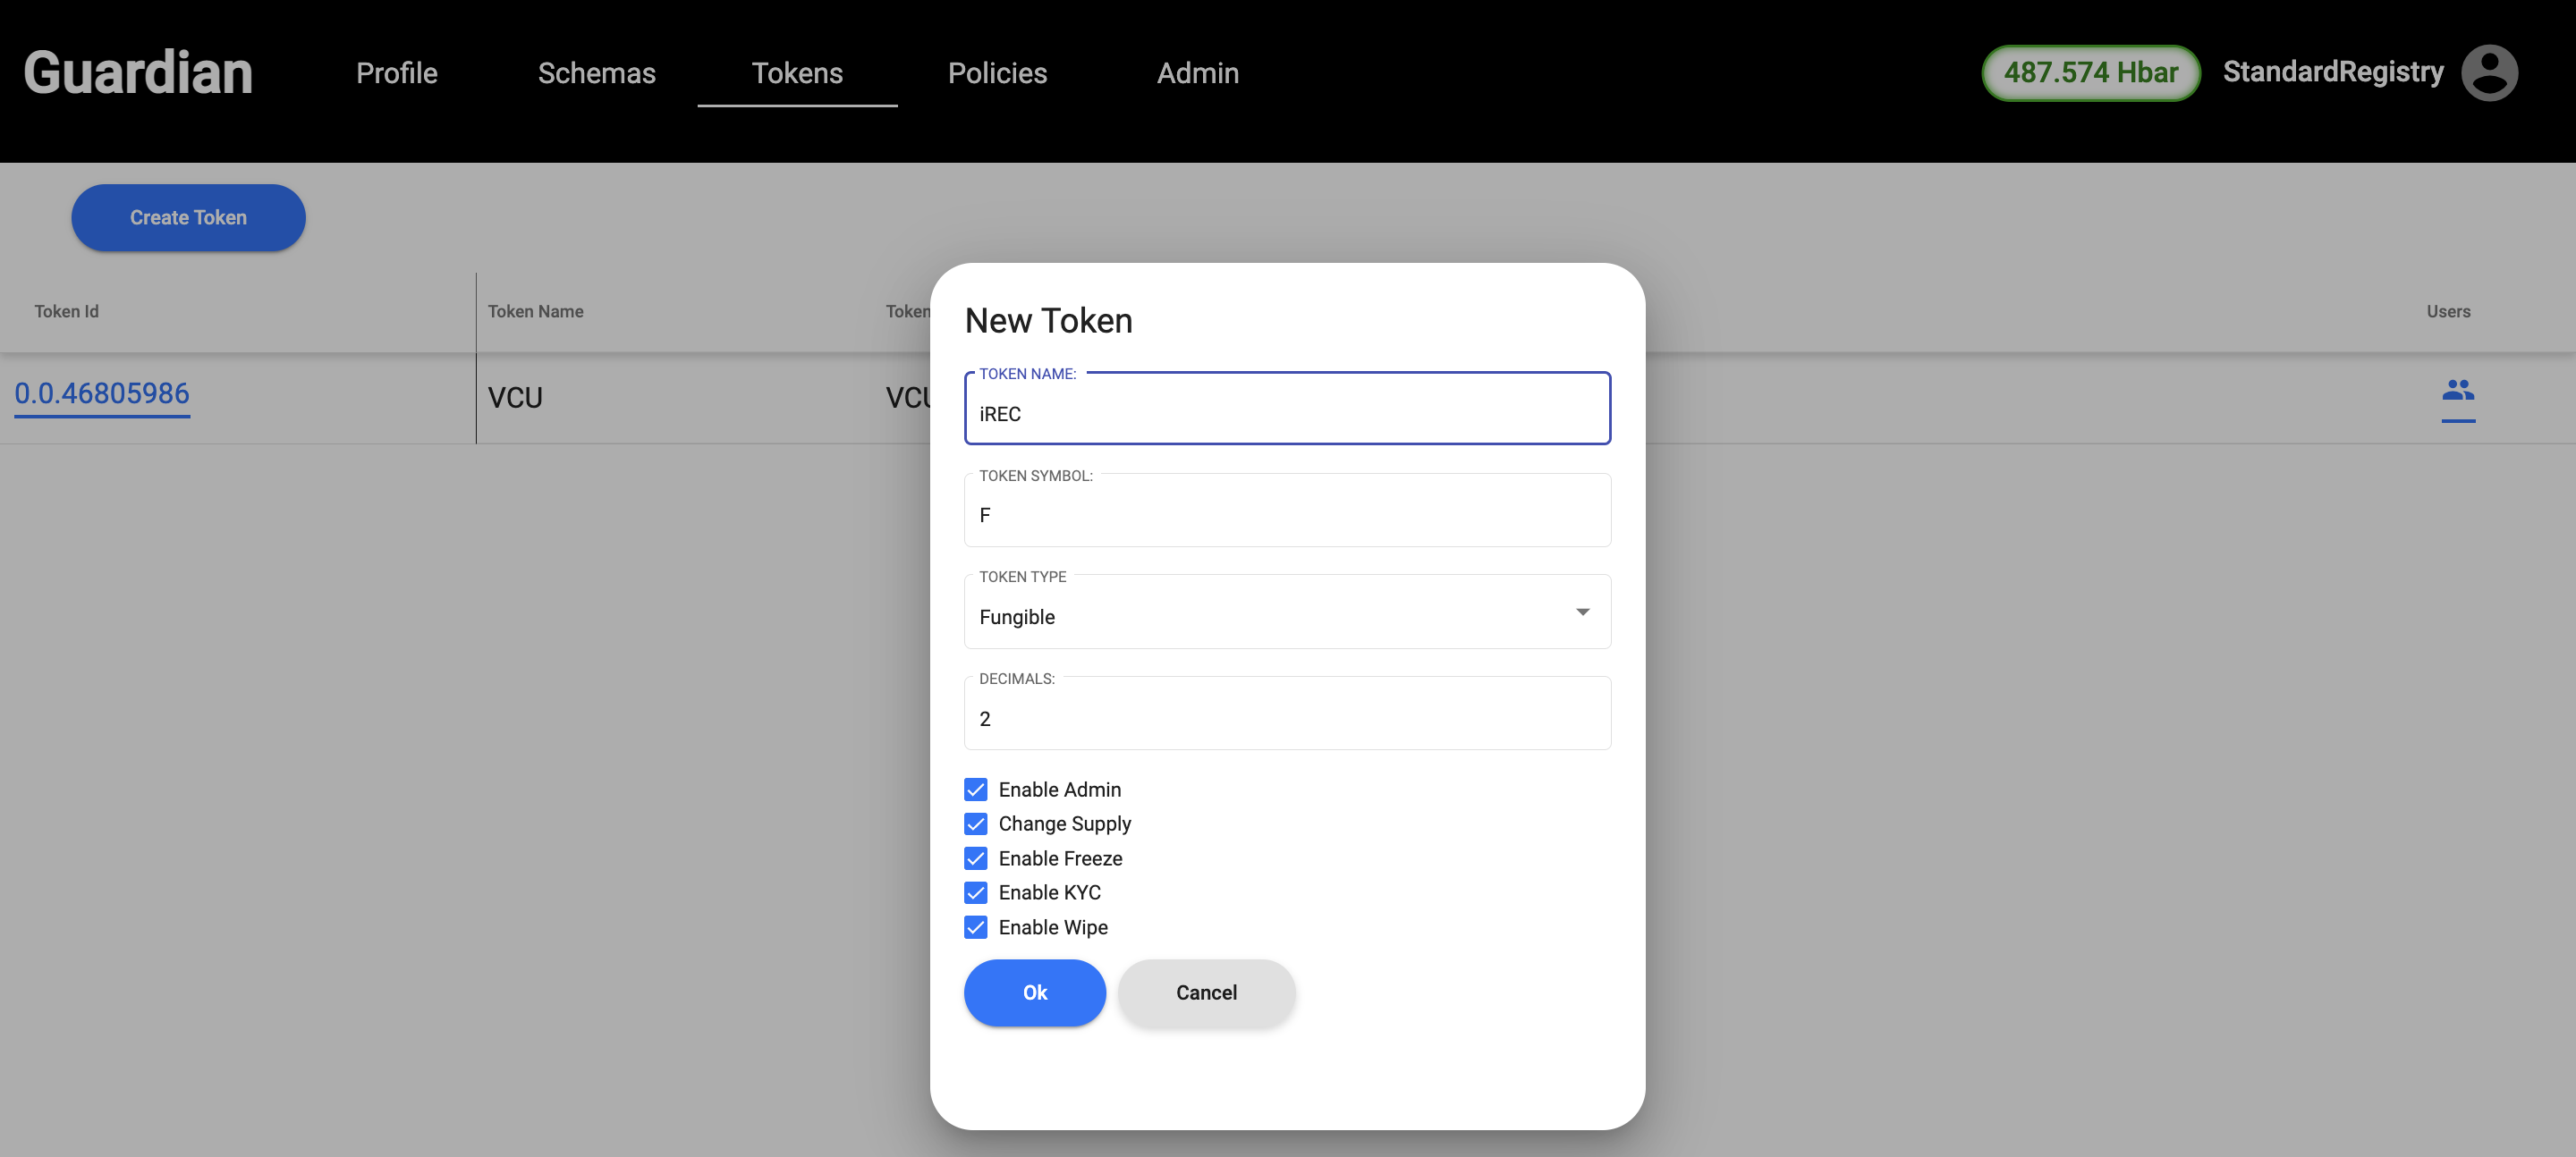 Guardian Profile Schemas Tokens Policies Admin 487.574 Hbar StandardRegistry
Create Token
Token Id Token Name Token Users
0.0.46805986 VCU VCU
New Token
TOKEN NAME:
iREC
TOKEN SYMBOL:
F
TOKEN TYPE
Fungible
DECIMALS:
2
Enable Admin
Change Supply
Enable Freeze
Enable KYC
Enable Wipe
Ok Cancel